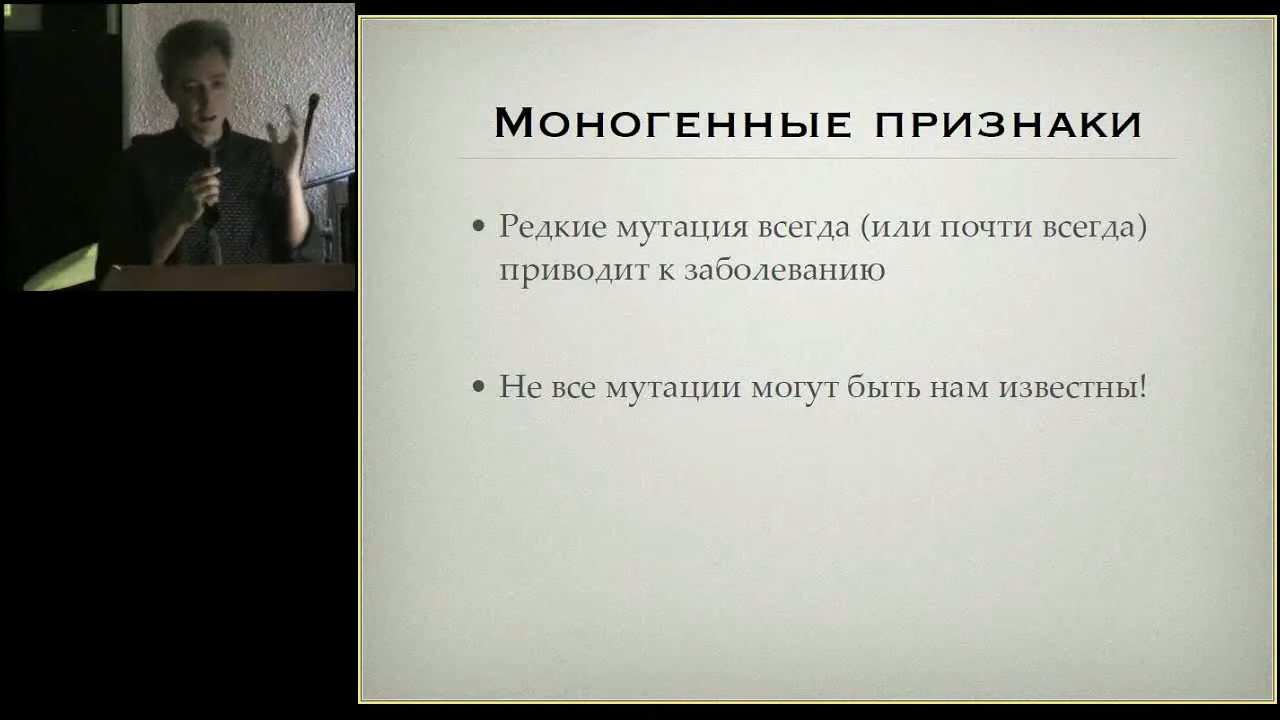 Моногенные признаки
• Редкие мутация всегда (или почти всегда)
приводит к заболеванию
• Не все мутации могут быть нам известны!